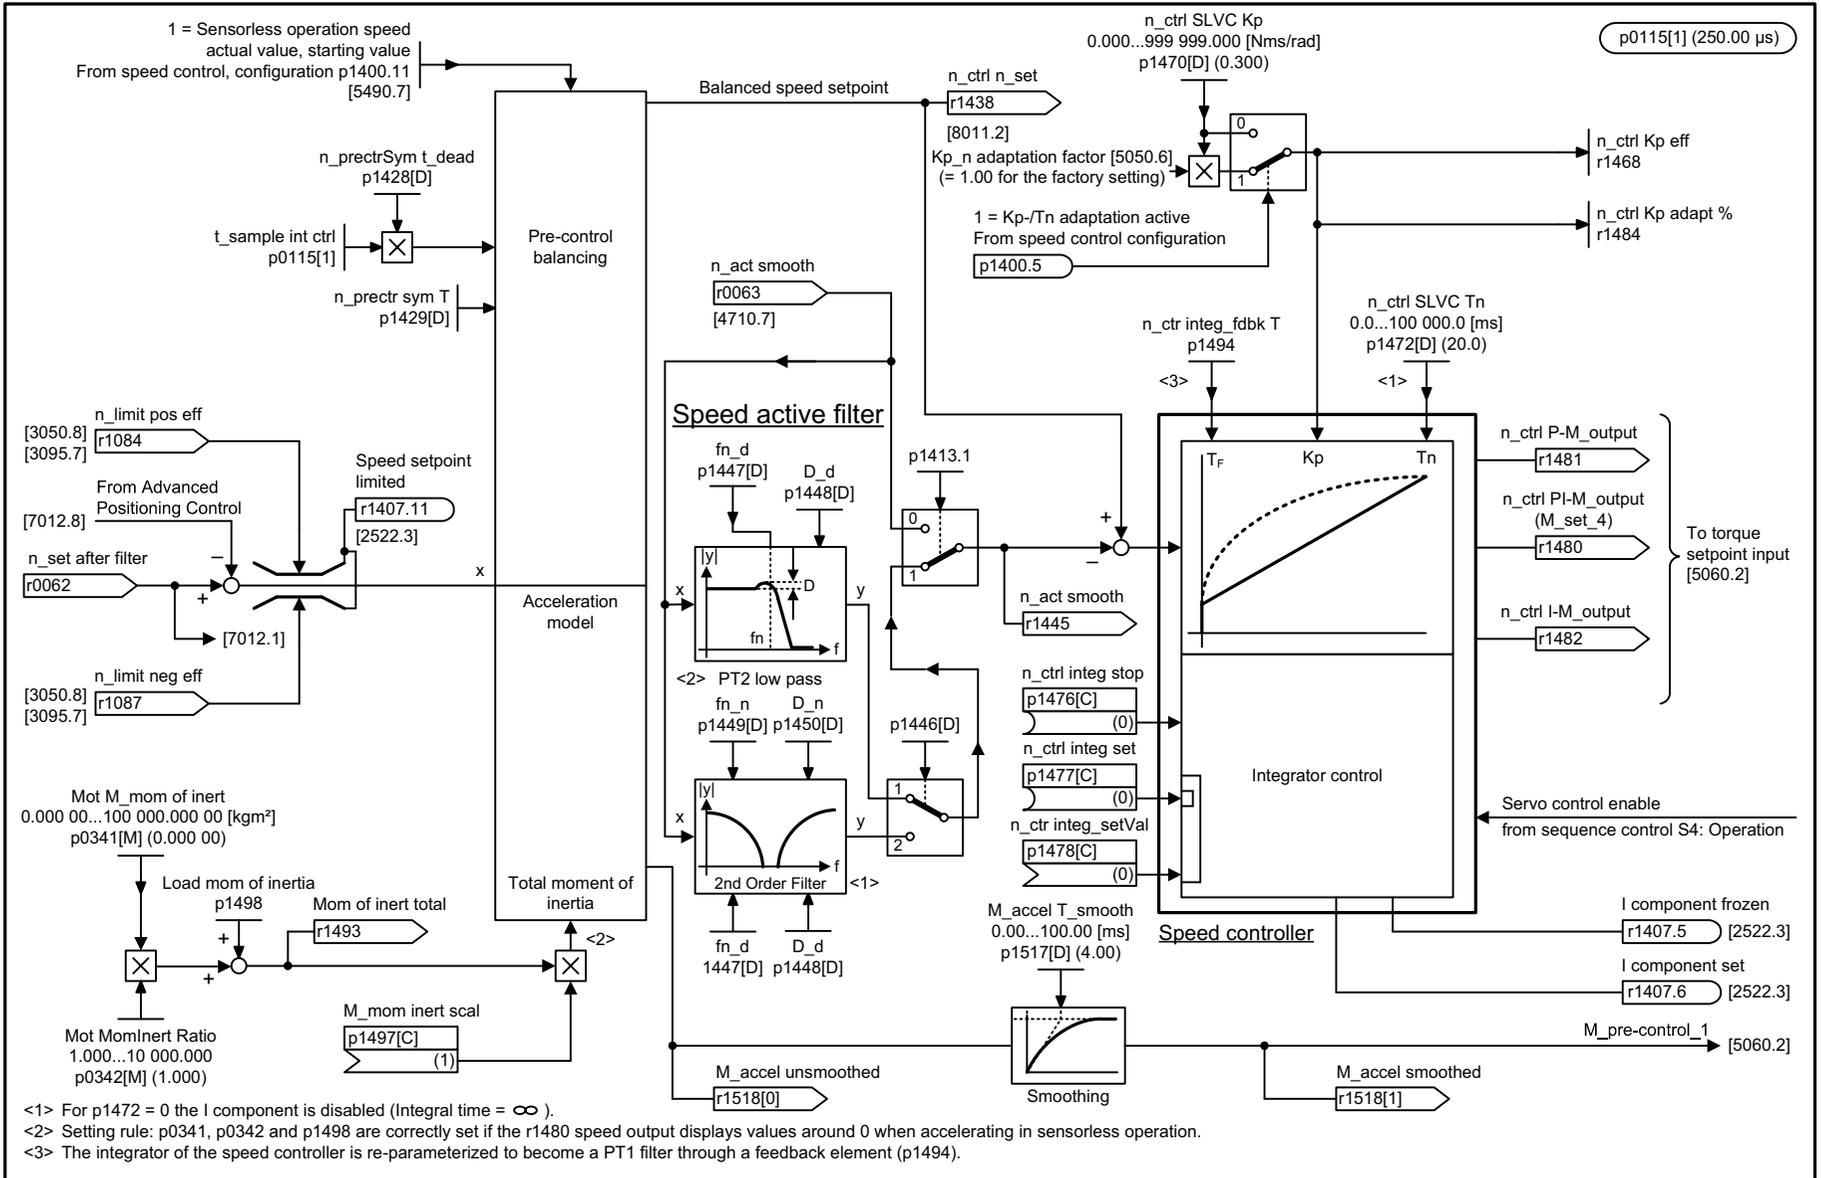 1 = Sensorless operation speed
actual value, starting value
From speed control, configuration p1400.11
[5490.7]
n_ctrl SLVC Kp
0.000...999 999.000 [Nms/rad]
p1470[D] (0.300)
p0115[1] (250.00 µs)
Balanced speed setpoint
n_ctrl n_set
r1438
[8011.2]
Kp_n adaptation factor [5050.6]
(= 1.00 for the factory setting)
0
1
n_ctrl Kp eff
r1468
n_ctrl Kp adapt %
r1484
1 = Kp-/Tn adaptation active
From speed control configuration
p1400.5
n_prectrSym t_dead
p1428[D]
t_sample int ctrl
p0115[1]
n_prectr sym T
p1429[D]
Pre-control
balancing
n_act smooth
r0063
[4710.7]
n_ctr integ_fdbk T
p1494
<3>
n_ctrl SLVC Tn
0.0...100 000.0 [ms]
p1472[D] (20.0)
<1>
n_limit pos eff
[3050.8]
[3095.7]
r1084
From Advanced
Positioning Control
[7012.8]
Speed setpoint
limited
r1407.11
[2522.3]
n_set after filter
r0062
–
+
[7012.1]
n_limit neg eff
[3050.8]
[3095.7]
r1087
x
Acceleration
model
Speed active filter
fn_d
p1447[D]
D_d
p1448[D]
|y|
D
fn
f
x
y
<2> PT2 low pass
fn_n
p1449[D]
D_n
p1450[D]
|y|
f
x
y
2nd Order Filter
<1>
fn_d
1447[D]
D_d
p1448[D]
p1413.1
0
1
p1446[D]
1
2
+
–
n_act smooth
r1445
TF
Kp
Tn
n_ctrl P-M_output
r1481
n_ctrl PI-M_output
(M_set_4)
r1480
n_ctrl I-M_output
r1482
To torque
setpoint input
[5060.2]
n_ctrl integ stop
p1476[C]
(0)
n_ctrl integ set
p1477[C]
(0)
n_ctr integ_setVal
p1478[C]
(0)
Integrator control
Servo control enable
from sequence control S4: Operation
Speed controller
I component frozen
r1407.5
[2522.3]
I component set
r1407.6
[2522.3]
Mot M_mom of inert
0.000 00...100 000.000 00 [kgm²]
p0341[M] (0.000 00)
Load mom of inertia
p1498
+
+
Mom of inert total
r1493
Total moment of
inertia
<2>
Mot MomInert Ratio
1.000...10 000.000
p0342[M] (1.000)
M_mom inert scal
p1497[C]
(1)
M_accel T_smooth
0.00...100.00 [ms]
p1517[D] (4.00)
Smoothing
M_accel unsmoothed
r1518[0]
M_pre-control_1
[5060.2]
M_accel smoothed
r1518[1]
<1> For p1472 = 0 the I component is disabled (Integral time = ∞ ).
<2> Setting rule: p0341, p0342 and p1498 are correctly set if the r1480 speed output displays values around 0 when accelerating in sensorless operation.
<3> The integrator of the speed controller is re-parameterized to become a PT1 filter through a feedback element (p1494).